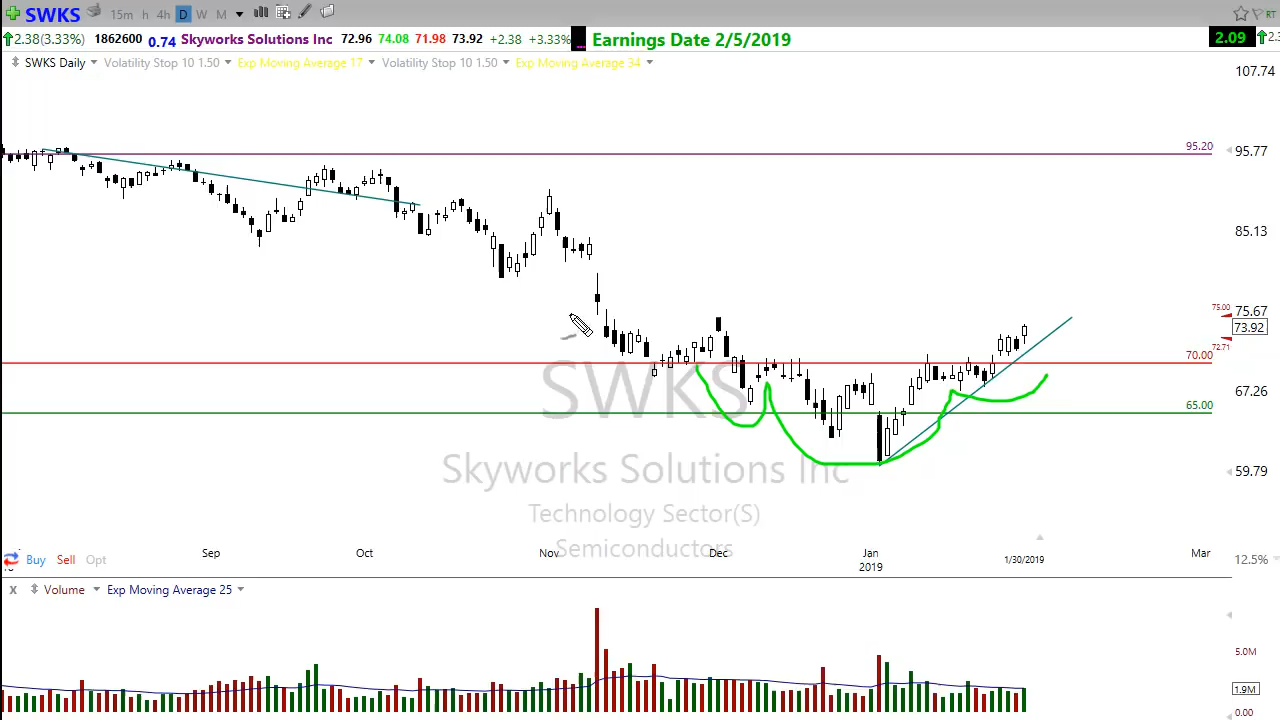 SWKS 15m h 4h D W M RT
2.38(3.33%) 1862600 0.74 Skyworks Solutions Inc 72.96 74.08 71.98 73.92 +2.38 +3.33% Earnings Date 2/5/2019 2.09
SWKS Daily Volatility Stop 10 1.50 Exp Moving Average 17 Volatility Stop 10 1.50 Exp Moving Average 34
107.74
95.20
95.77
85.13
75.00
75.67
73.92
72.71
70.00
67.26
65.00
59.79
SWKS
Skyworks Solutions Inc
Technology Sector(S)
Semiconductors
Sep Oct Nov Dec Jan Mar
2019 1/30/2019
Buy Sell Opt 12.5%
X Volume Exp Moving Average 25
5.0M
1.9M
0.00